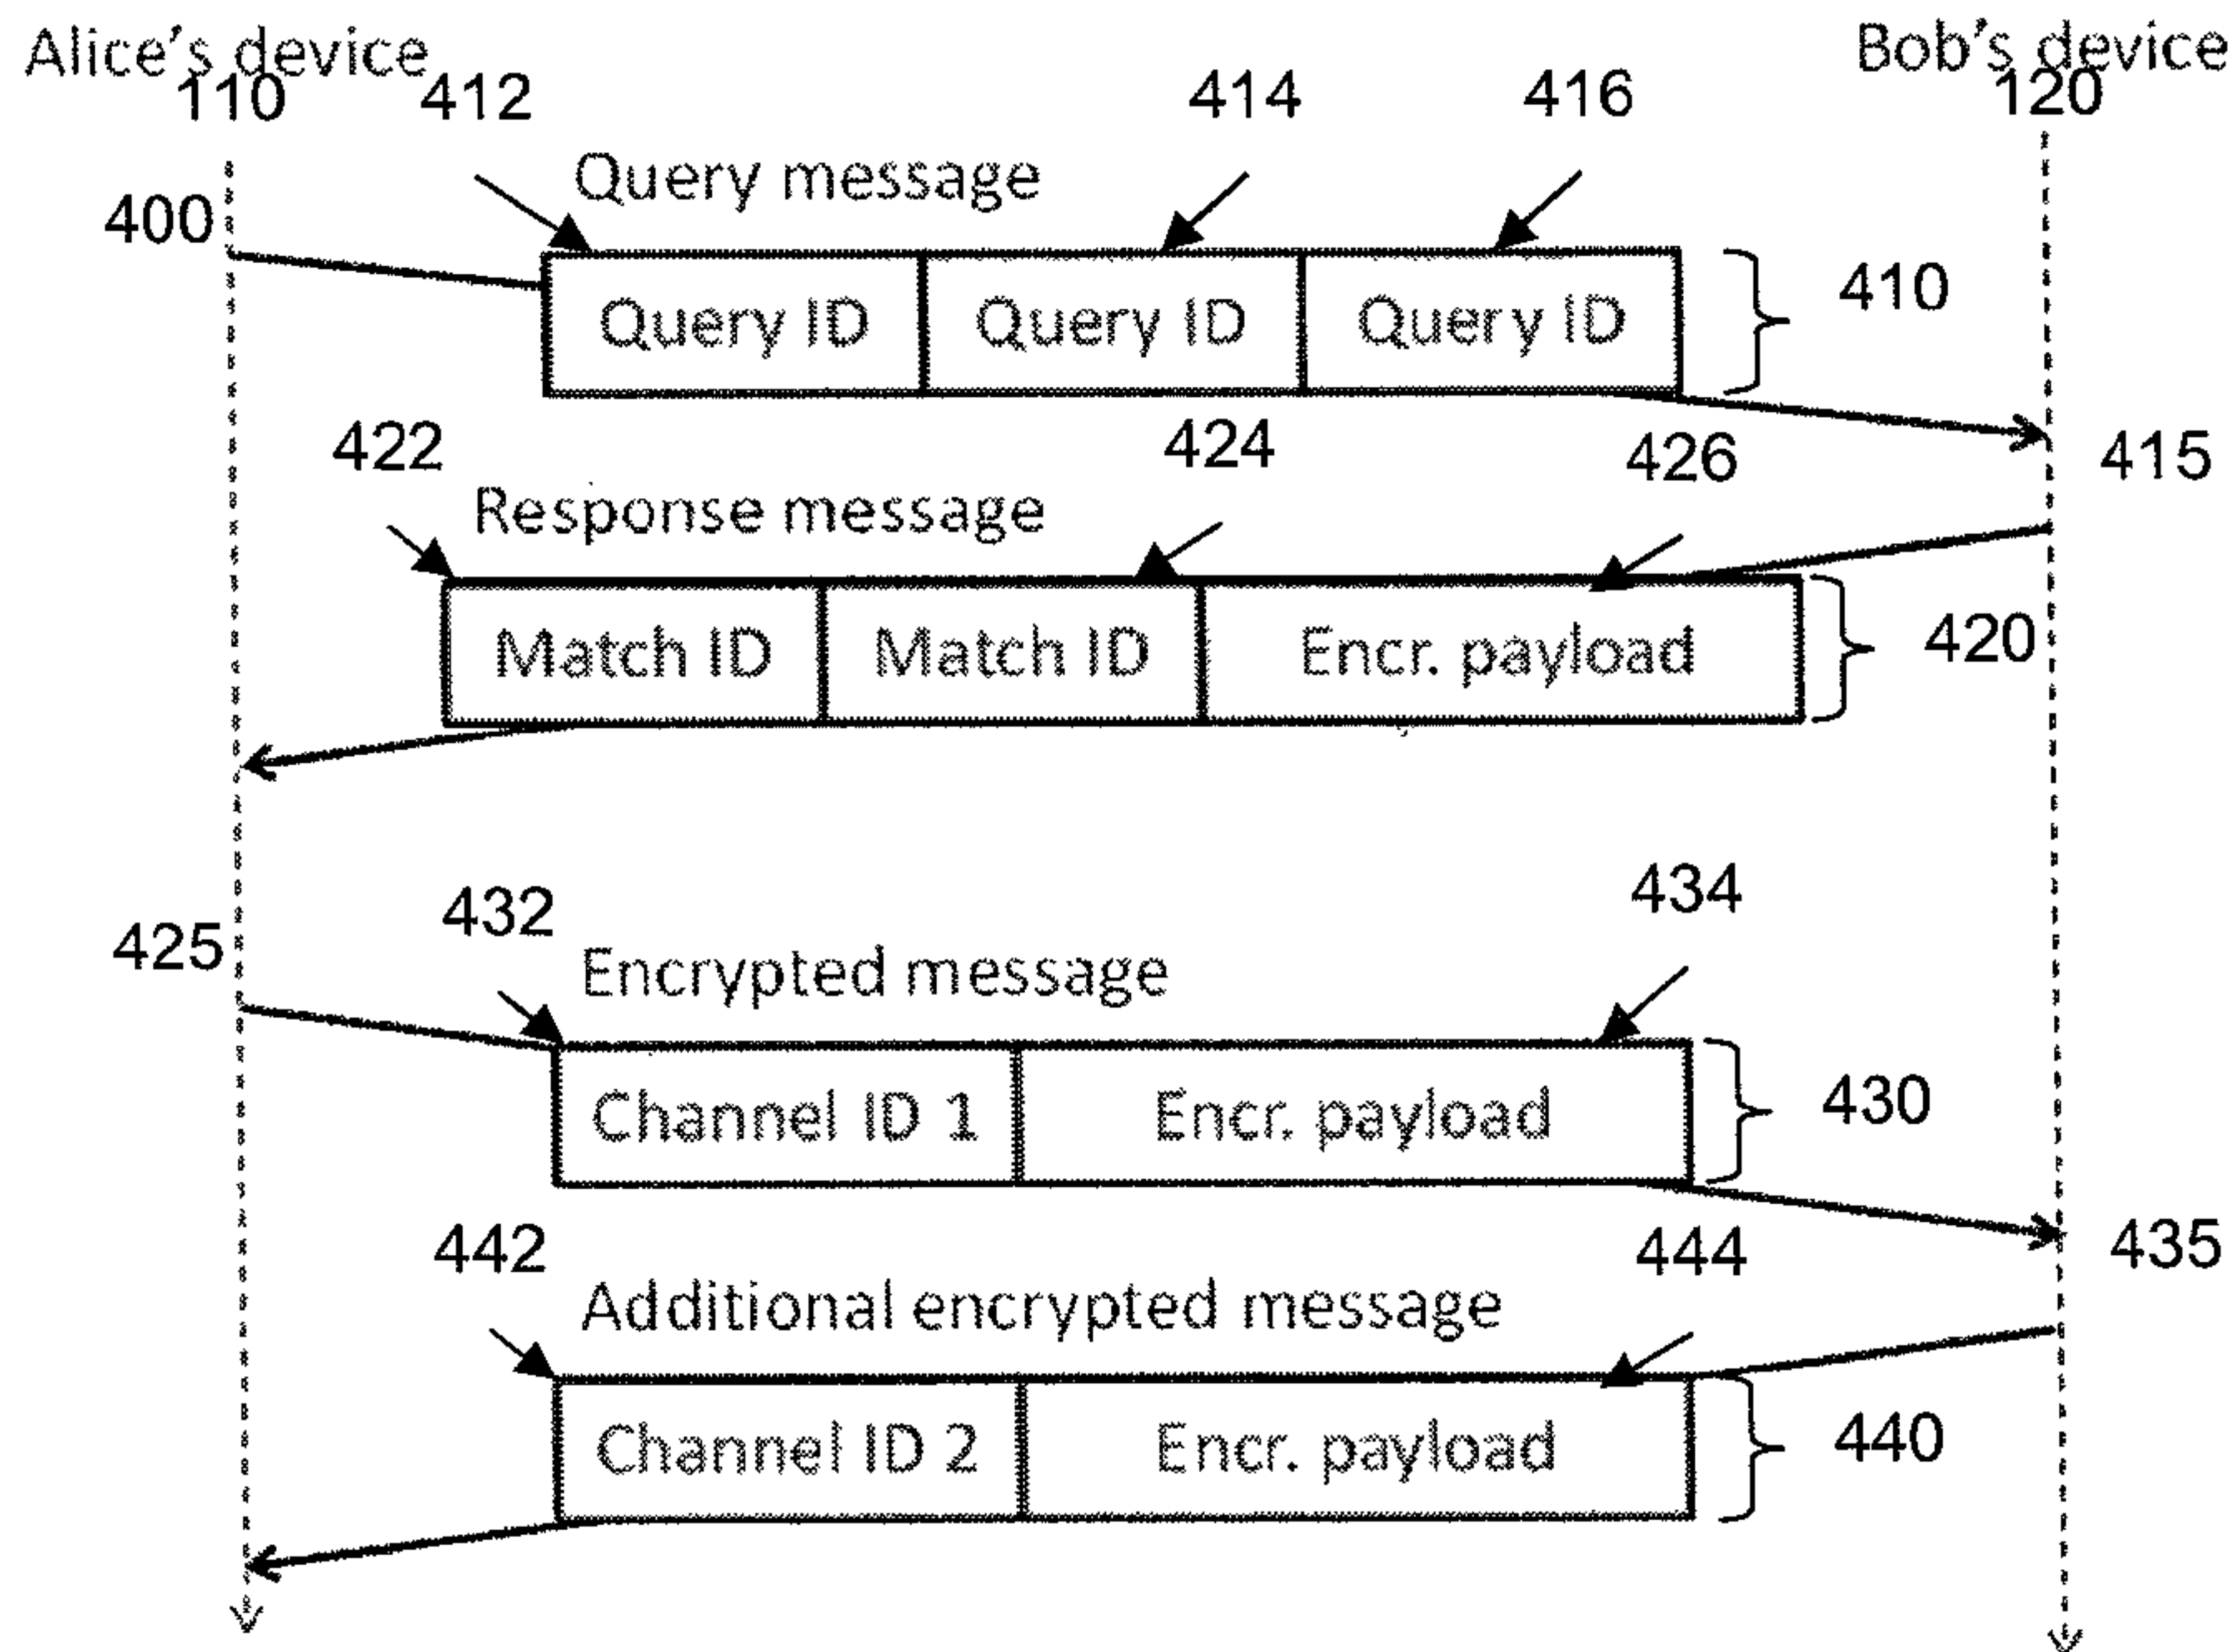 Alice's device
Bob's device
110
412
414
416
120
Query message
400
Query ID
Query ID
Query ID
410
422
424
426
415
Response message
Match ID
Match ID
Encr. payload
420
432
434
425
Encrypted message
Channel ID 1
Encr. payload
430
442
444
435
Additional encrypted message
Channel ID 2
Encr. payload
440